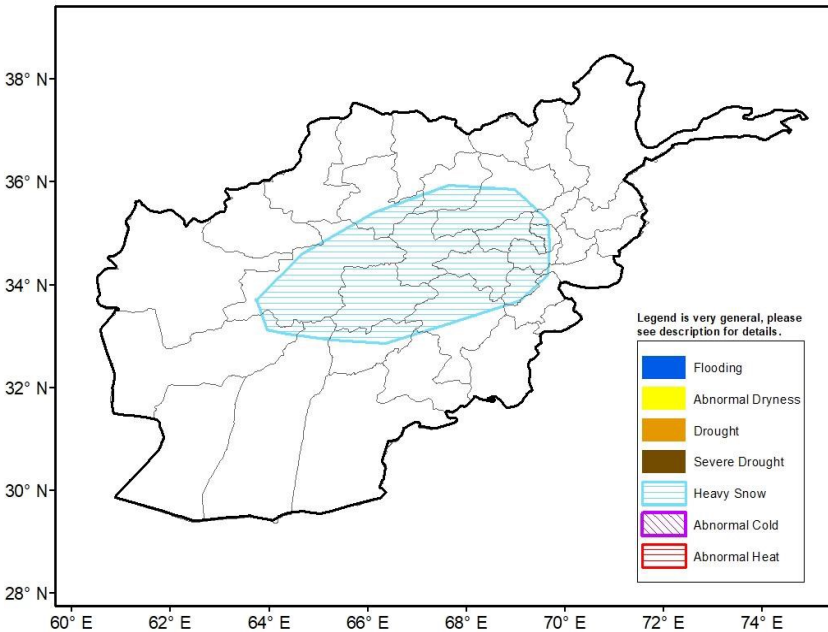 38° N
36° N
34° N
32° N
30° N
28° N
60° E
62° E
64° E
66° E
68° E
70° E
72° E
74° E
Legend is very general, please
see description for details.
Flooding
Abnormal Dryness
Drought
Severe Drought
Heavy Snow
Abnormal Cold
Abnormal Heat